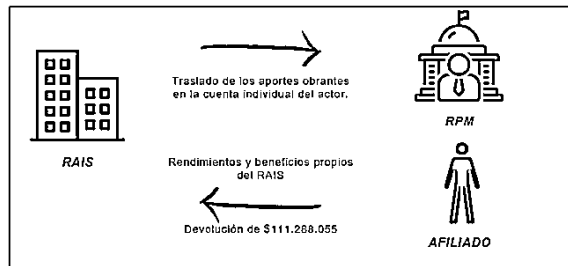 Traslado de los aportes obrantes
en la cuenta individual del actor.
RPM
RAIS
Rendimientos y beneficios propios
del RAIS
Devolución de $111.288.055
AFILIADO